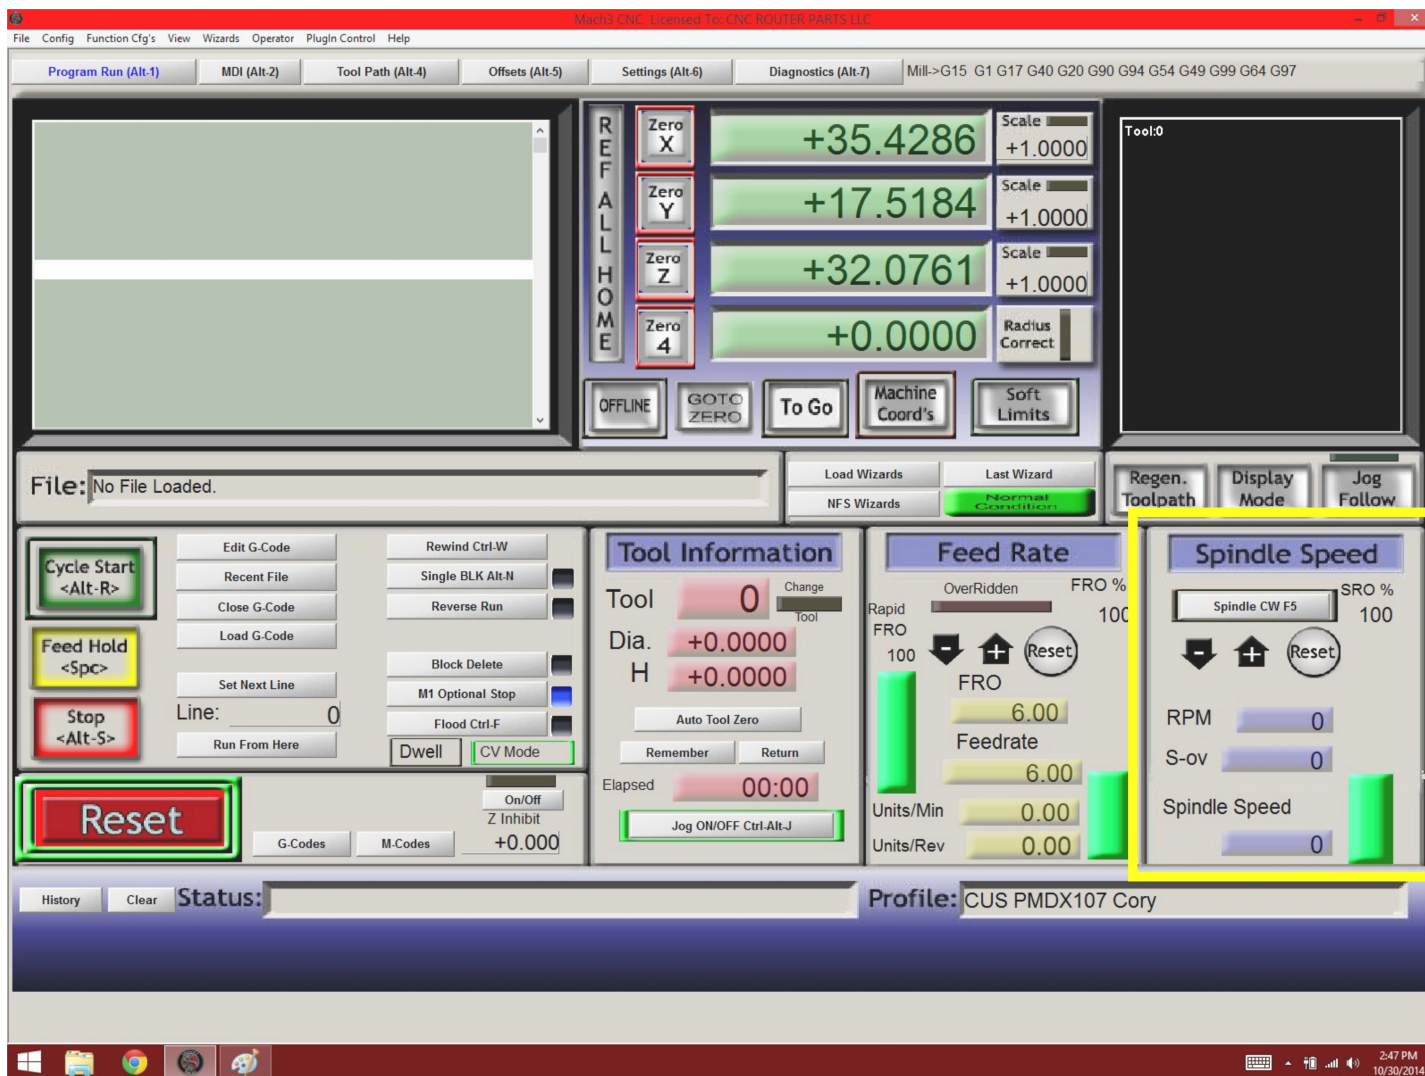 Mach3 CNC Licensed To: CNC ROUTER PARTS LLC
File Config Function Cfg's View Wizards Operator PlugIn Control Help
Program Run (Alt-1) MDI (Alt-2) Tool Path (Alt-4) Offsets (Alt-5) Settings (Alt-6) Diagnostics (Alt-7) Mill->G15 G1 G17 G40 G20 G90 G94 G54 G49 G99 G64 G97
REF ALL HOME
Zero X +35.4286 Scale +1.0000
Zero Y +17.5184 Scale +1.0000
Zero Z +32.0761 Scale +1.0000
Zero 4 +0.0000 Radius Correct
OFFLINE GOTO ZERO To Go Machine Coord's Soft Limits
Tool:0
File: No File Loaded.
Load Wizards Last Wizard
NFS Wizards Normal Condition
Regen. Toolpath Display Mode Jog Follow
Cycle Start <Alt-R>
Feed Hold <Spc>
Stop <Alt-S>
Edit G-Code
Recent File
Close G-Code
Load G-Code
Set Next Line
Line: 0
Run From Here
Rewind Ctrl-W
Single BLK Alt-N
Reverse Run
Block Delete
M1 Optional Stop
Flood Ctrl-F
Dwell CV Mode
Reset
G-Codes M-Codes
On/Off
Z Inhibit
+0.000
Tool Information
Tool 0 Change Tool
Dia. +0.0000
H +0.0000
Auto Tool Zero
Remember Return
Elapsed 00:00
Jog ON/OFF Ctrl-Alt-J
Feed Rate
OverRidden FRO %
100
Rapid FRO
100
Reset
FRO
6.00
Feedrate
6.00
Units/Min 0.00
Units/Rev 0.00
Spindle Speed
Spindle CW F5 SRO %
100
Reset
RPM 0
S-ov 0
Spindle Speed
0
History Clear Status:
Profile: CUS PMDX107 Cory
2:47 PM
10/30/2014